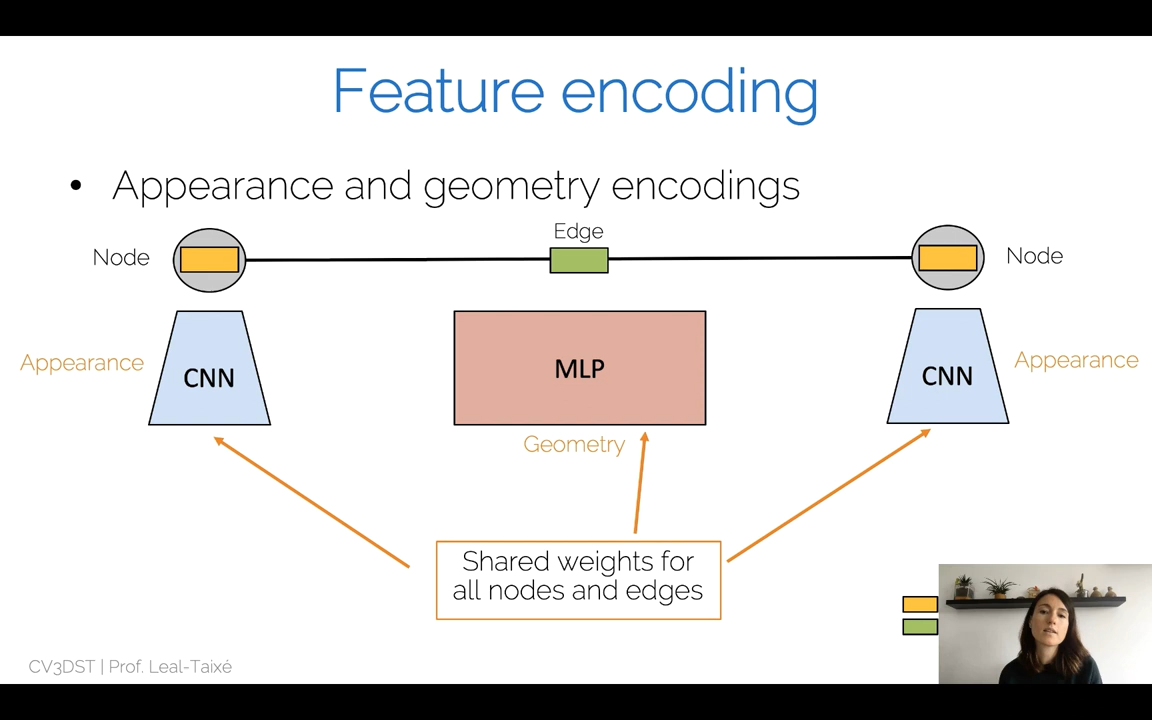 Feature encoding
• Appearance and geometry encodings
Edge
Node
Node
Appearance
CNN
MLP
CNN
Appearance
Geometry
Shared weights for
all nodes and edges
CV3DST | Prof. Leal-Taixé